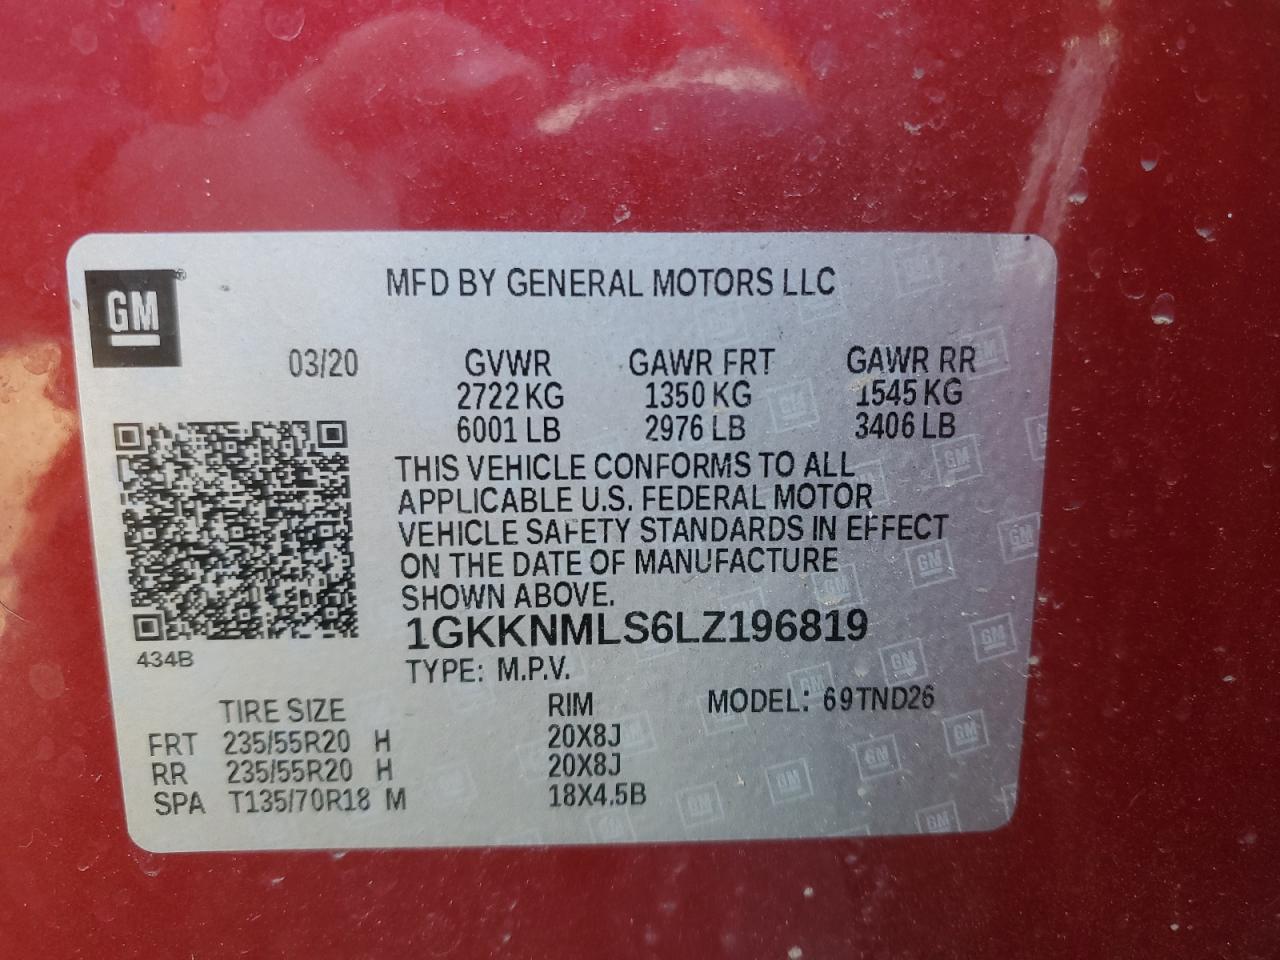 GM®
MFD BY GENERAL MOTORS LLC
03/20 GVWR GAWR FRT GAWR RR
2722 KG 1350 KG 1545 KG
6001 LB 2976 LB 3406 LB
THIS VEHICLE CONFORMS TO ALL
APPLICABLE U.S. FEDERAL MOTOR
VEHICLE SAFETY STANDARDS IN EFFECT
ON THE DATE OF MANUFACTURE
SHOWN ABOVE.
1GKKNMLS6LZ196819
434B
TYPE: M.P.V.
TIRE SIZE RIM MODEL: 69TND26
FRT 235/55R20 H 20X8J
RR 235/55R20 H 20X8J
SPA T135/70R18 M 18X4.5B